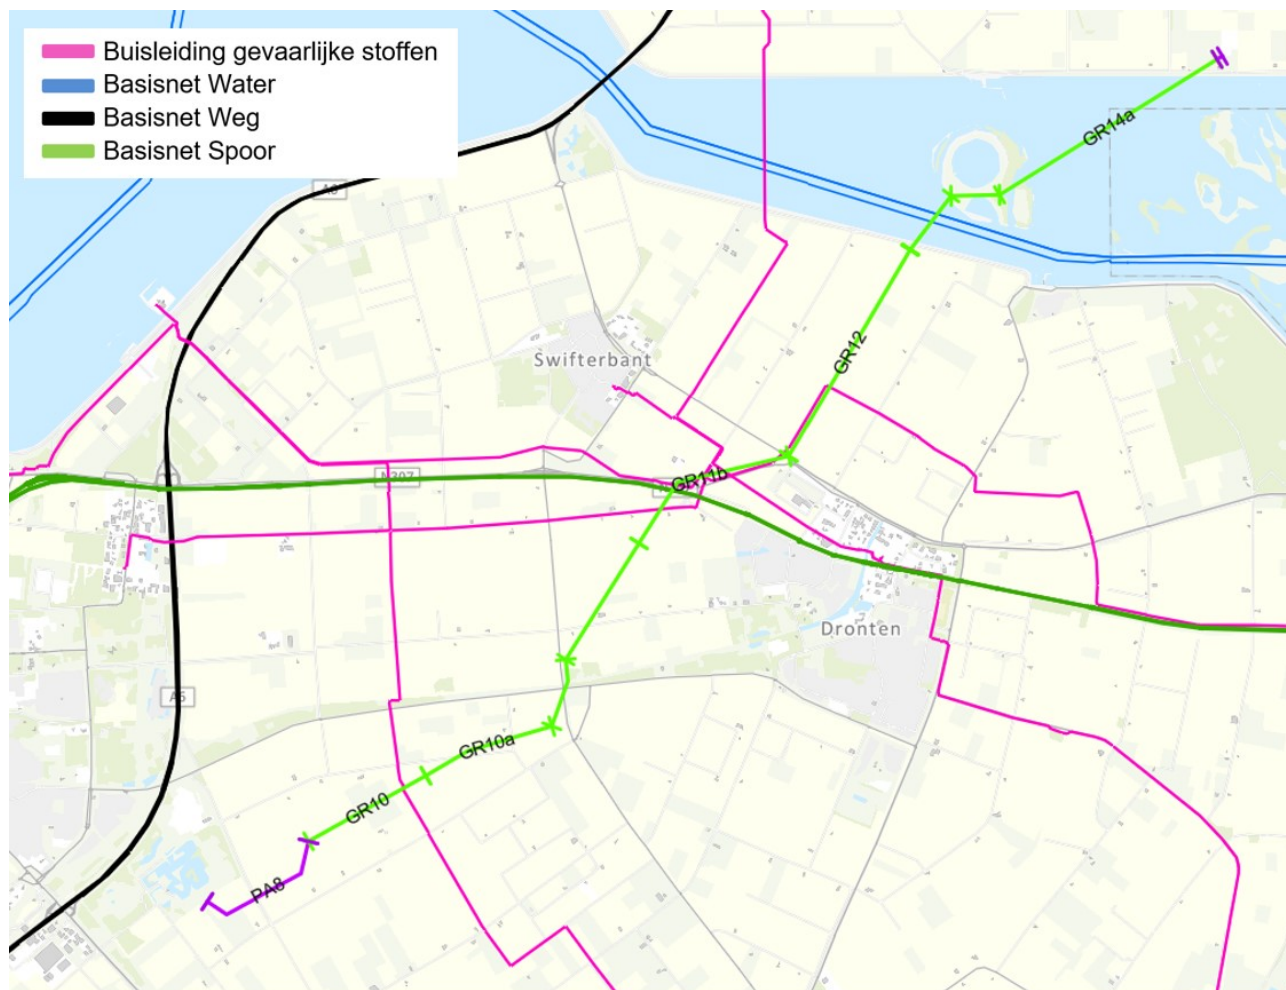 Buisleiding gevaarlijke stoffen
Basisnet Water
Basisnet Weg
Basisnet Spoor
GR14a
GR12
Swifterbant
N307
GR11b
Dronten
A6
GR10a
GR10
PA8